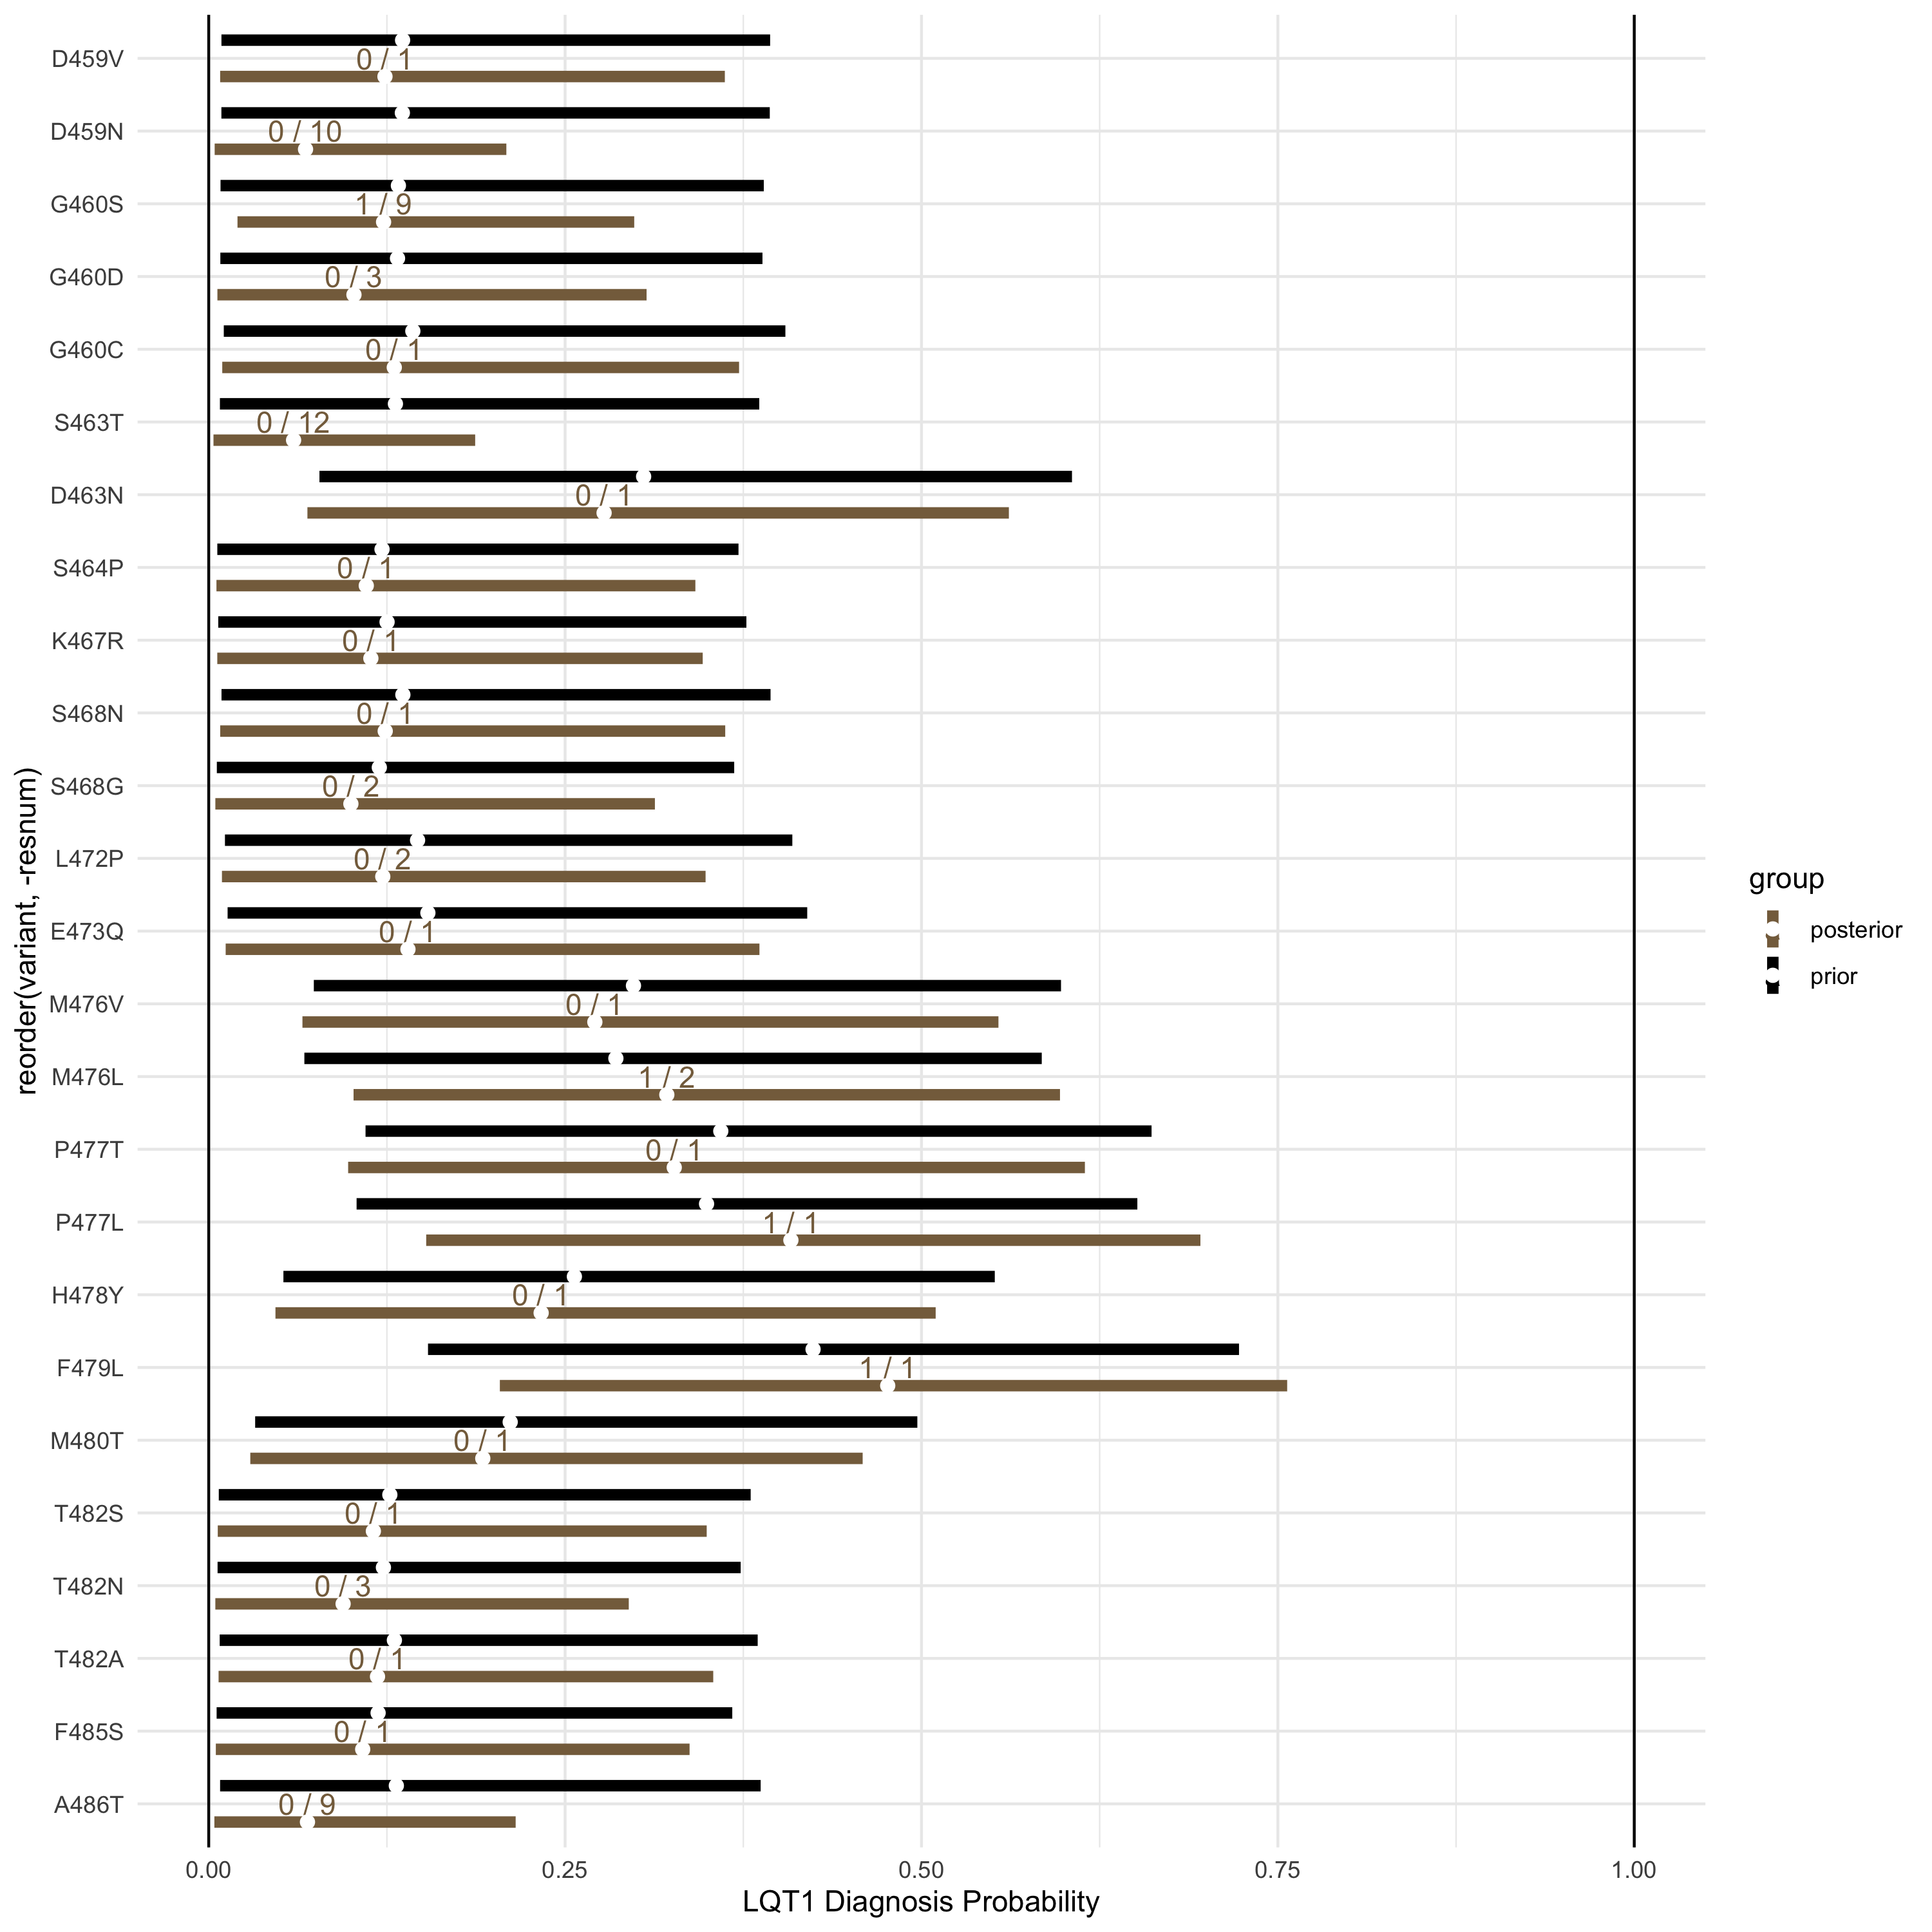 D459V
0 / 1
D459N
0 / 10
G460S
1 / 9
G460D
0 / 3
G460C
0 / 1
S463T
0 / 12
D463N
0 / 1
S464P
0 / 1
K467R
0 / 1
S468N
0 / 1
S468G
0 / 2
L472P
0 / 2
E473Q
0 / 1
M476V
0 / 1
M476L
1 / 2
P477T
0 / 1
P477L
1 / 1
H478Y
0 / 1
F479L
1 / 1
M480T
0 / 1
T482S
0 / 1
T482N
0 / 3
T482A
0 / 1
F485S
0 / 1
A486T
0 / 9
reorder(variant, -resnum)
0.00 0.25 0.50 0.75 1.00
LQT1 Diagnosis Probability
group
posterior
prior